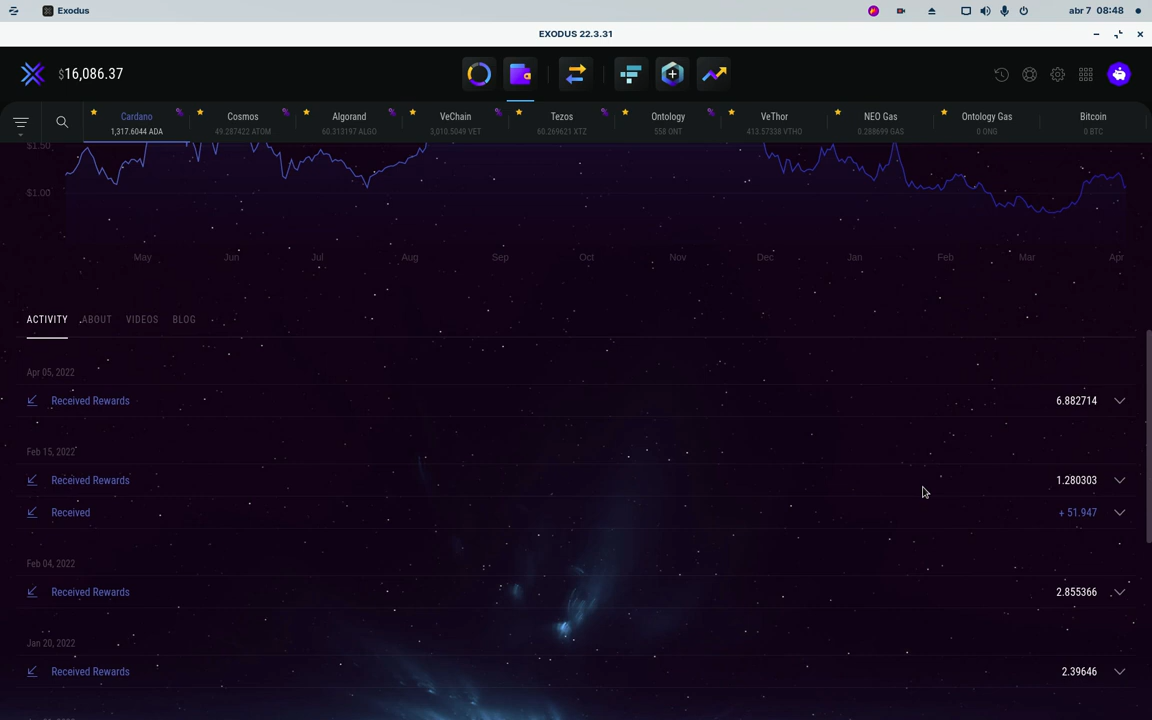 Exodus
abr 7 08:48
EXODUS 22.3.31
$16,086.37
Cardano
1,317.6044 ADA
Cosmos
49.287422 ATOM
Algorand
60.313197 ALGO
VeChain
3,010.5049 VET
Tezos
60.269621 XTZ
Ontology
558 ONT
VeThor
413.57338 VTHO
NEO Gas
0.288699 GAS
Ontology Gas
0 ONG
Bitcoin
0 BTC
$1.50
$1.00
May Jun Jul Aug Sep Oct Nov Dec Jan Feb Mar Apr
ACTIVITY ABOUT VIDEOS BLOG
Apr 05, 2022
Received Rewards 6.882714
Feb 15, 2022
Received Rewards 1.280303
Received + 51.947
Feb 04, 2022
Received Rewards 2.855366
Jan 20, 2022
Received Rewards 2.39646